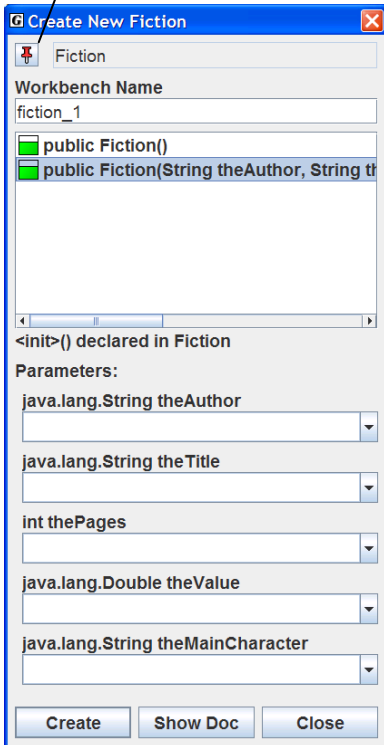 G Create New Fiction
Fiction
Workbench Name
fiction_1
public Fiction()
public Fiction(String theAuthor, String th
<init>() declared in Fiction
Parameters:
java.lang.String theAuthor
java.lang.String theTitle
int thePages
java.lang.Double theValue
java.lang.String theMainCharacter
Create Show Doc Close